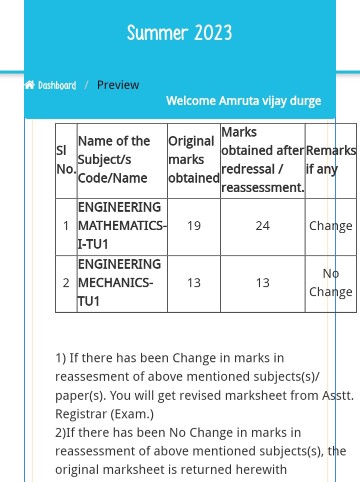 Summer 2023
Dashboard / Preview
Welcome Amruta vijay durge
Sl No. Name of the Subject/s Code/Name Original marks obtained Marks obtained after redressal / reassessment. Remarks if any
1 ENGINEERING MATHEMATICS-I-TU1 19 24 Change
2 ENGINEERING MECHANICS-TU1 13 13 No Change
1) If there has been Change in marks in
reassesment of above mentioned subjects(s)/
paper(s). You will get revised marksheet from Asstt.
Registrar (Exam.)
2)If there has been No Change in marks in
reassessment of above mentioned subjects(s), the
original marksheet is returned herewith